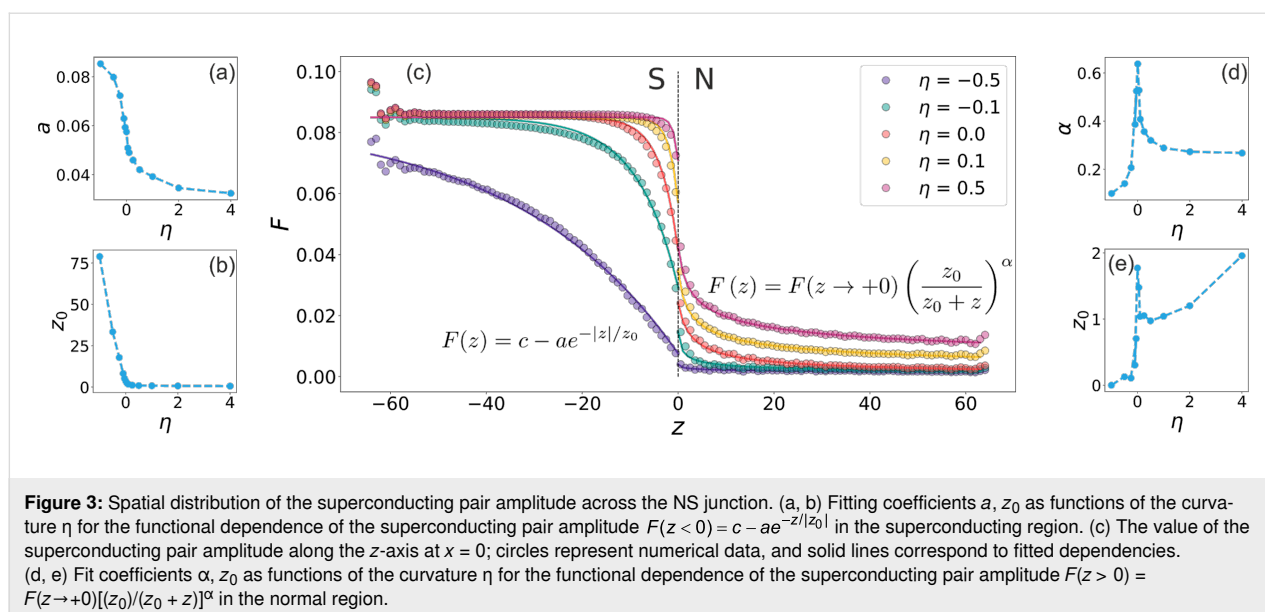 (a)
0.08
0.06
0.04
a
0
2
4
η
(b)
75
50
25
0
z₀
0
2
4
η
(c)
S N
0.10
0.08
0.06
0.04
0.02
0.00
F
−60
−40
−20
0
20
40
60
z
η = −0.5
η = −0.1
η = 0.0
η = 0.1
η = 0.5
F(z) = c − ae^{−|z|/z₀}
F (z) = F(z → +0) (z₀/(z₀ + z))^α
(d)
0.6
0.4
0.2
α
0
2
4
η
(e)
2
1
0
z₀
0
1
2
3
4
η
Figure 3: Spatial distribution of the superconducting pair amplitude across the NS junction. (a, b) Fitting coefficients a, z₀ as functions of the curva-
ture η for the functional dependence of the superconducting pair amplitude F(z < 0) = c − ae^{−z/|z₀|} in the superconducting region. (c) The value of the
superconducting pair amplitude along the z-axis at x = 0; circles represent numerical data, and solid lines correspond to fitted dependencies.
(d, e) Fit coefficients α, z₀ as functions of the curvature η for the functional dependence of the superconducting pair amplitude F(z > 0) =
F(z→+0)[(z₀)/(z₀ + z)]^α in the normal region.